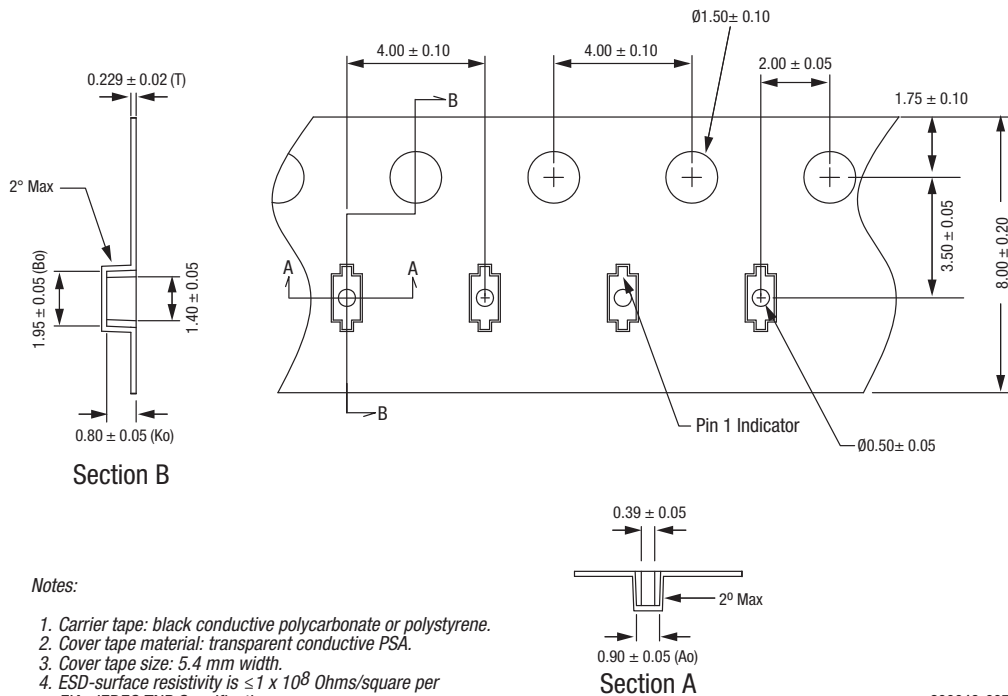 Ø1.50± 0.10
4.00 ± 0.10
4.00 ± 0.10
2.00 ± 0.05
0.229 ± 0.02 (T)
B
1.75 ± 0.10
2° Max
3.50 ± 0.05
8.00 ± 0.20
1.95 ± 0.05 (Bo)
1.40 ± 0.05
A
A
B
Pin 1 Indicator
0.80 ± 0.05 (Ko)
Ø0.50± 0.05
Section B
0.39 ± 0.05
Notes:
2º Max
1. Carrier tape: black conductive polycarbonate or polystyrene.
2. Cover tape material: transparent conductive PSA.
3. Cover tape size: 5.4 mm width.
4. ESD-surface resistivity is ≤1 x 10⁸ Ohms/square per
0.90 ± 0.05 (Ao)
Section A